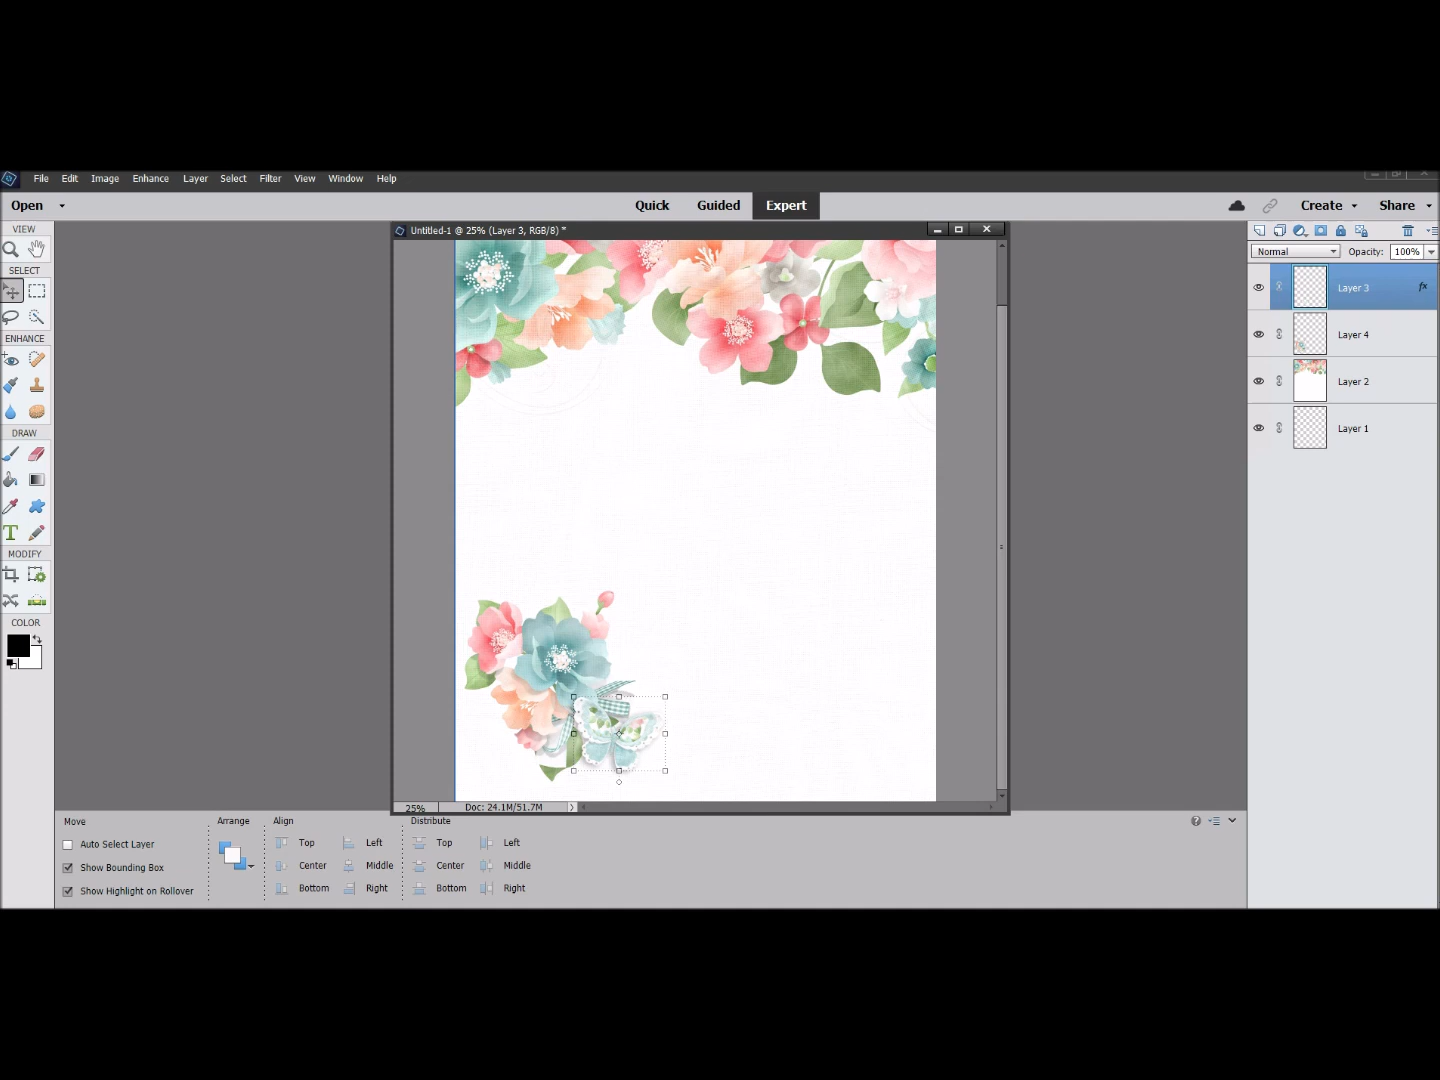 File Edit Image Enhance Layer Select Filter View Window Help
Open Quick Guided Expert Create Share
VIEW
Untitled-1 @ 25% (Layer 3, RGB/8) *
Normal Opacity: 100%
SELECT
Layer 3 fx
Layer 4
ENHANCE
Layer 2
Layer 1
DRAW
T
MODIFY
COLOR
25% Doc: 24.1M/51.7M
Move Arrange Align Distribute
Auto Select Layer Top Left Top Left
Show Bounding Box Center Middle Center Middle
Show Highlight on Rollover Bottom Right Bottom Right